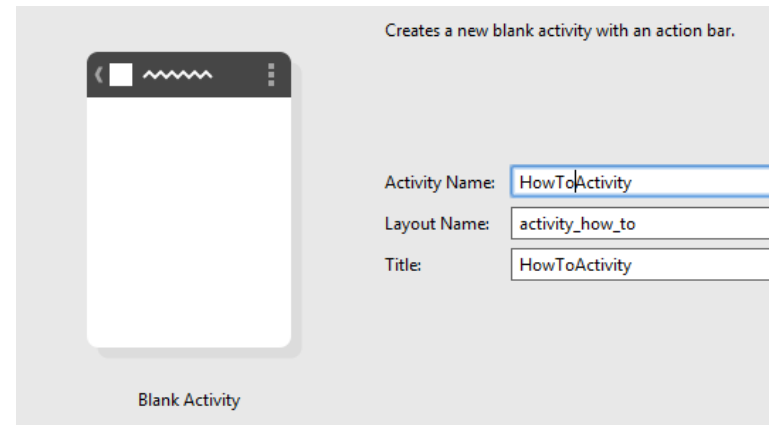 Creates a new blank activity with an action bar.
Activity Name: HowToActivity
Layout Name: activity_how_to
Title: HowToActivity
Blank Activity